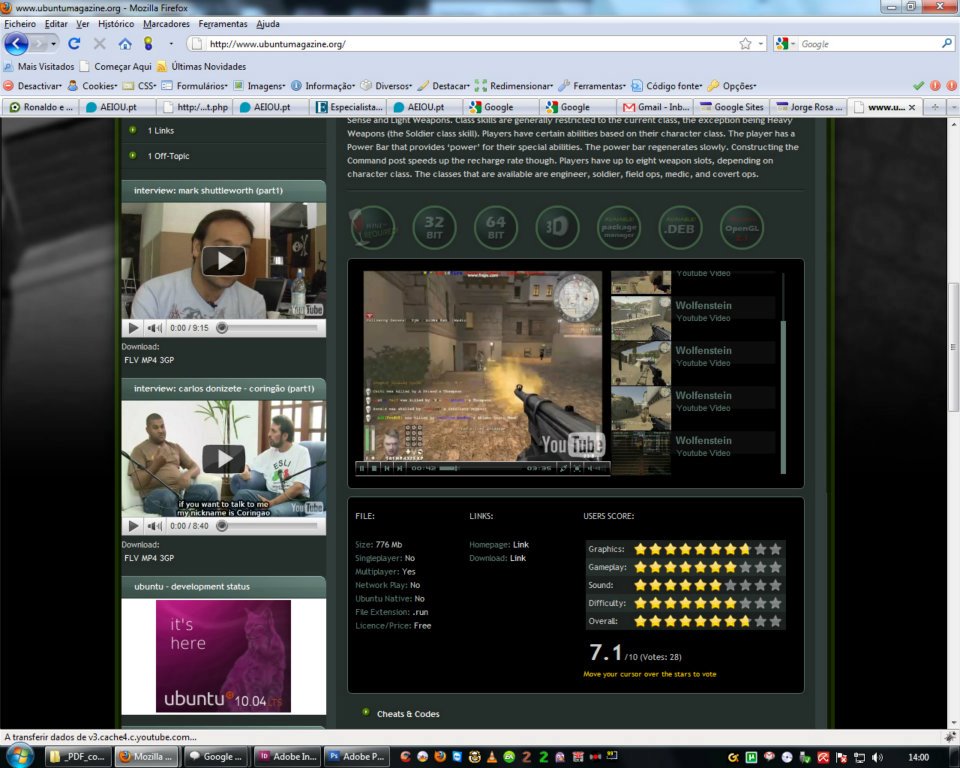 www.ubuntumagazine.org - Mozilla Firefox
Ficheiro Editar Ver Histórico Marcadores Ferramentas Ajuda
http://www.ubuntumagazine.org/
Google
Mais Visitados Começar Aqui Últimas Novidades
Desactivar Cookies CSS Formulários Imagens Informação Diversos Destacar Redimensionar Ferramentas Código fonte Opções
Ronaldo e ... AEIOU.pt http:/...t.php AEIOU.pt Especialista... AEIOU.pt Google Google Gmail - Inb... Google Sites Jorge Rosa ... www.u...
1 Links
1 Off-Topic
interview: mark shuttleworth (part1)
YouTube
0:00 / 9:15
Download:
FLV MP4 3GP
interview: carlos donizete - coringão (part1)
ESLI
if you want to talk to me
my nickname is Coringao
YouTube
0:00 / 8:40
Download:
FLV MP4 3GP
ubuntu - development status
it's
here
ubuntu 10.04 LTS
Sense and Light Weapons. Class skills are generally restricted to the current class, the exception being Heavy
Weapons (the Soldier class skill). Players have certain abilities based on their character class. The player has a
Power Bar that provides 'power' for their special abilities. The power bar regenerates slowly. Constructing the
Command post speeds up the recharge rate though. Players have up to eight weapon slots, depending on
character class. The classes that are available are engineer, soldier, field ops, medic, and covert ops.
32
BIT
64
BIT
3D
AVAILABLE!
package
manager
AVAILABLE!
.DEB
OpenGL
YouTube
00:42
03:35
Youtube Video
Wolfenstein
Youtube Video
Wolfenstein
Youtube Video
Wolfenstein
Youtube Video
Wolfenstein
Youtube Video
FILE:
Size: 776 Mb
Singleplayer: No
Multiplayer: Yes
Network Play: No
Ubuntu Native: No
File Extension: .run
Licence/Price: Free
LINKS:
Homepage: Link
Download: Link
USERS SCORE:
Graphics:
Gameplay:
Sound:
Difficulty:
Overall:
7.1/10 (Votes: 28)
Move your cursor over the stars to vote
Cheats & Codes
A transferir dados de v3.cache4.c.youtube.com...
_PDF_co... Mozilla ... Google ... Adobe In... Adobe P...
14:00